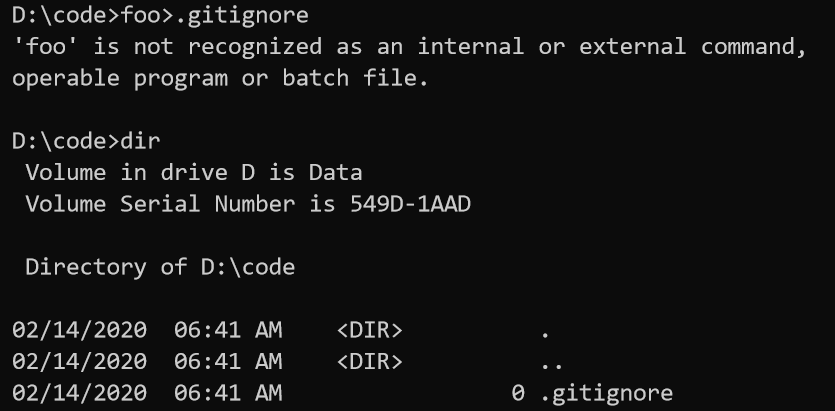 D:\code>foo>.gitignore
'foo' is not recognized as an internal or external command,
operable program or batch file.

D:\code>dir
 Volume in drive D is Data
 Volume Serial Number is 549D-1AAD

 Directory of D:\code

02/14/2020  06:41 AM    <DIR>          .
02/14/2020  06:41 AM    <DIR>          ..
02/14/2020  06:41 AM                 0 .gitignore